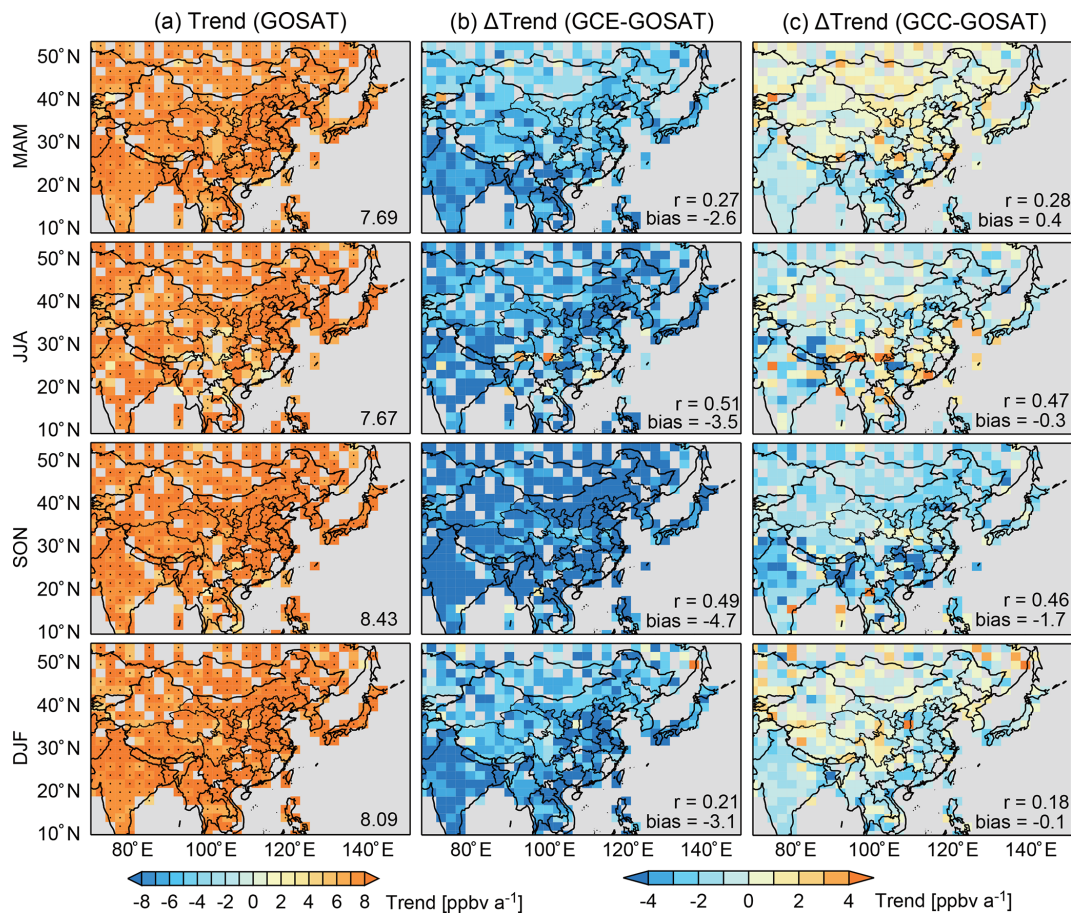 (a) Trend (GOSAT)
(b) ΔTrend (GCE-GOSAT)
(c) ΔTrend (GCC-GOSAT)
MAM
50°N
40°N
30°N
20°N
10°N
7.69
r = 0.27
bias = -2.6
r = 0.28
bias = 0.4
JJA
50°N
40°N
30°N
20°N
10°N
7.67
r = 0.51
bias = -3.5
r = 0.47
bias = -0.3
SON
50°N
40°N
30°N
20°N
10°N
8.43
r = 0.49
bias = -4.7
r = 0.46
bias = -1.7
DJF
50°N
40°N
30°N
20°N
10°N
8.09
r = 0.21
bias = -3.1
r = 0.18
bias = -0.1
80°E 100°E 120°E 140°E
80°E 100°E 120°E 140°E
80°E 100°E 120°E 140°E
-8 -6 -4 -2 0 2 4 6 8 Trend [ppbv a⁻¹]
-4 -2 0 2 4 Trend [ppbv a⁻¹]